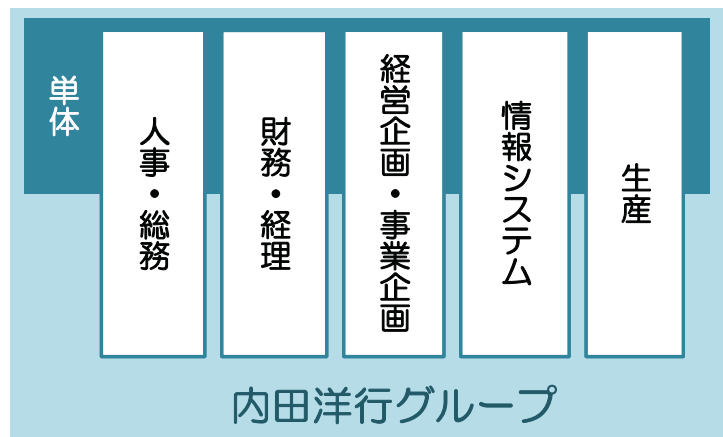 単体
人事・総務
財務・経理
経営企画・事業企画
情報システム
生産
内田洋行グループ